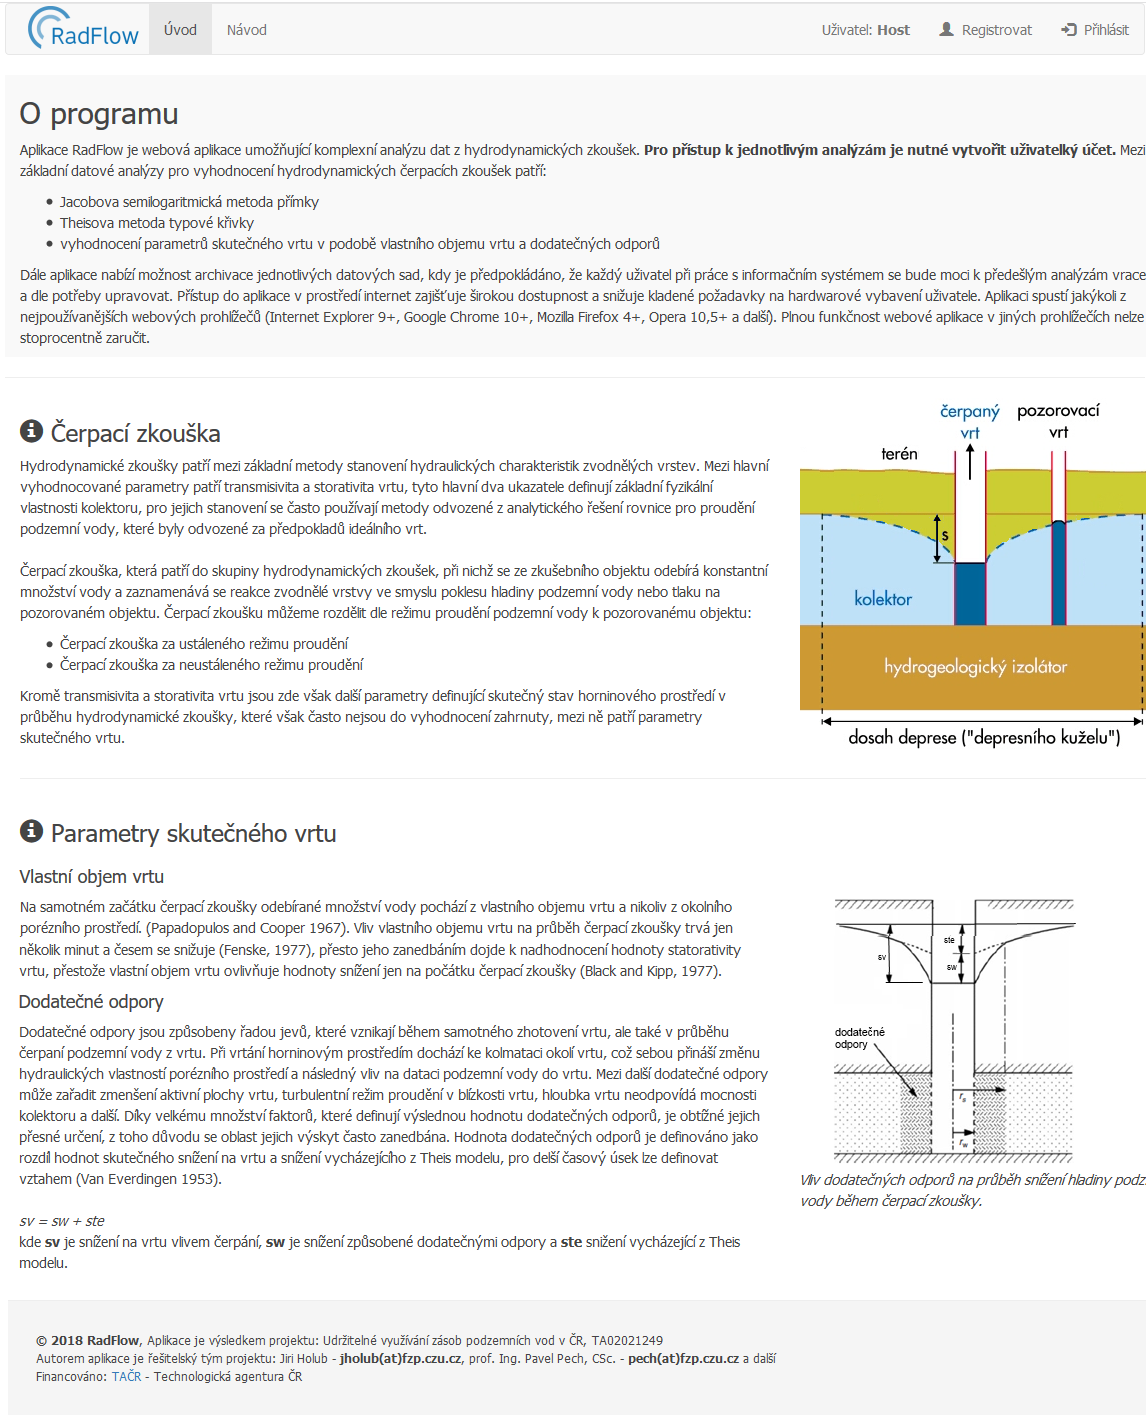 RadFlow
Úvod
Návod
Uživatel: Host
Registrovat
Přihlásit
O programu
Aplikace RadFlow je webová aplikace umožňující komplexní analýzu dat z hydrodynamických zkoušek. Pro přístup k jednotlivým analýzám je nutné vytvořit uživatelký účet. Mezi
základní datové analýzy pro vyhodnocení hydrodynamických čerpacích zkoušek patří:
Jacobova semilogaritmická metoda přímky
Theisova metoda typové křivky
vyhodnocení parametrů skutečného vrtu v podobě vlastního objemu vrtu a dodatečných odporů
Dále aplikace nabízí možnost archivace jednotlivých datových sad, kdy je předpokládáno, že každý uživatel při práce s informačním systémem se bude moci k předešlým analýzám vrace
a dle potřeby upravovat. Přístup do aplikace v prostředí internet zajišťuje širokou dostupnost a snižuje kladené požadavky na hardwarové vybavení uživatele. Aplikaci spustí jakýkoli z
nejpoužívanějších webových prohlížečů (Internet Explorer 9+, Google Chrome 10+, Mozilla Firefox 4+, Opera 10,5+ a další). Plnou funkčnost webové aplikace v jiných prohlížečích nelze
stoprocentně zaručit.
Čerpací zkouška
Hydrodynamické zkoušky patří mezi základní metody stanovení hydraulických charakteristik zvodnělých vrstev. Mezi hlavní
vyhodnocované parametry patří transmisivita a storativita vrtu, tyto hlavní dva ukazatele definují základní fyzikální
vlastnosti kolektoru, pro jejich stanovení se často používají metody odvozené z analytického řešení rovnice pro proudění
podzemní vody, které byly odvozené za předpokladů ideálního vrt.
Čerpací zkouška, která patří do skupiny hydrodynamických zkoušek, při nichž se ze zkušebního objektu odebírá konstantní
množství vody a zaznamenává se reakce zvodnělé vrstvy ve smyslu poklesu hladiny podzemní vody nebo tlaku na
pozorovaném objektu. Čerpací zkoušku můžeme rozdělit dle režimu proudění podzemní vody k pozorovanému objektu:
Čerpací zkouška za ustáleného režimu proudění
Čerpací zkouška za neustáleného režimu proudění
Kromě transmisivita a storativita vrtu jsou zde však další parametry definující skutečný stav horninového prostředí v
průběhu hydrodynamické zkoušky, které však často nejsou do vyhodnocení zahrnuty, mezi ně patří parametry
skutečného vrtu.
čerpaný
vrt
pozorovací
vrt
terén
s
kolektor
hydrogeologický izolátor
dosah deprese ("depresního kuželu")
Parametry skutečného vrtu
Vlastní objem vrtu
Na samotném začátku čerpací zkoušky odebírané množství vody pochází z vlastního objemu vrtu a nikoliv z okolního
porézního prostředí. (Papadopulos and Cooper 1967). Vliv vlastního objemu vrtu na průběh čerpací zkoušky trvá jen
několik minut a česem se snižuje (Fenske, 1977), přesto jeho zanedbáním dojde k nadhodnocení hodnoty statorativity
vrtu, přestože vlastní objem vrtu ovlivňuje hodnoty snížení jen na počátku čerpací zkoušky (Black and Kipp, 1977).
Dodatečné odpory
Dodatečné odpory jsou způsobeny řadou jevů, které vznikají během samotného zhotovení vrtu, ale také v průběhu
čerpaní podzemní vody z vrtu. Při vrtání horninovým prostředím dochází ke kolmataci okolí vrtu, což sebou přináší změnu
hydraulických vlastností porézního prostředí a následný vliv na dataci podzemní vody do vrtu. Mezi další dodatečné odpory
může zařadit zmenšení aktivní plochy vrtu, turbulentní režim proudění v blízkosti vrtu, hloubka vrtu neodpovídá mocnosti
kolektoru a další. Díky velkému množství faktorů, které definují výslednou hodnotu dodatečných odporů, je obtížné jejich
přesné určení, z toho důvodu se oblast jejich výskyt často zanedbána. Hodnota dodatečných odporů je definováno jako
rozdíl hodnot skutečného snížení na vrtu a snížení vycházejícího z Theis modelu, pro delší časový úsek lze definovat
vztahem (Van Everdingen 1953).
sv = sw + ste
kde sv je snížení na vrtu vlivem čerpání, sw je snížení způsobené dodatečnými odpory a ste snižení vycházející z Theis
modelu.
ste
sv
sw
dodatečné
odpory
rs
rw
Vliv dodatečných odporů na průběh snížení hladiny podz
vody během čerpací zkoušky.
© 2018 RadFlow, Aplikace je výsledkem projektu: Udržitelné využívání zásob podzemních vod v ČR, TA02021249
Autorem aplikace je řešitelský tým projektu: Jiri Holub - jholub(at)fzp.czu.cz, prof. Ing. Pavel Pech, CSc. - pech(at)fzp.czu.cz a další
Financováno: TAČR - Technologická agentura ČR